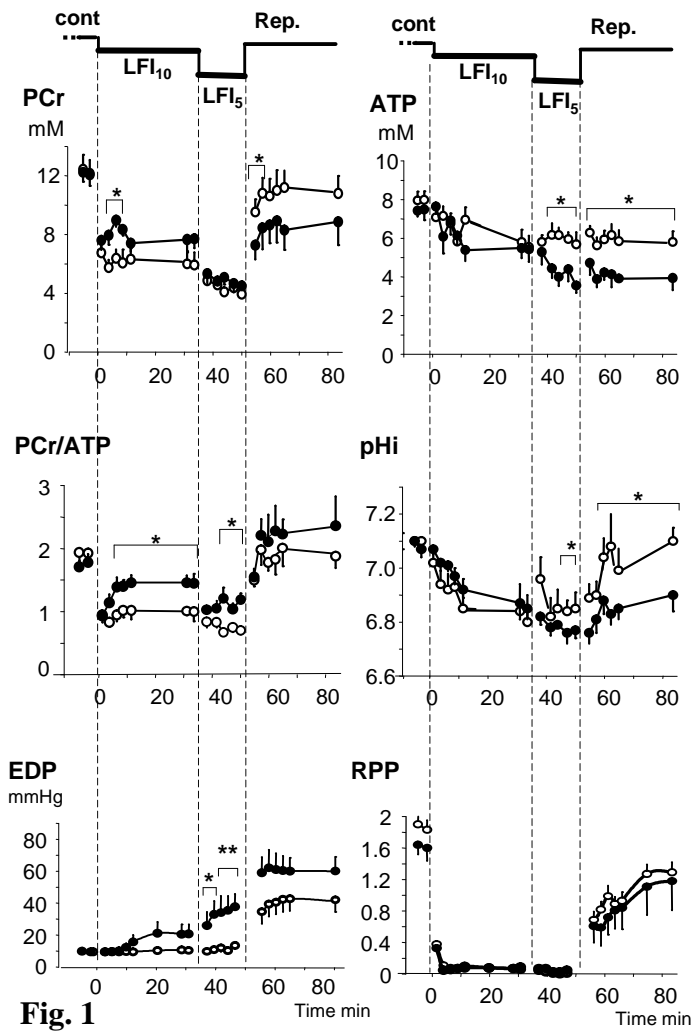 cont Rep.
LFI10
LFI5
cont Rep.
LFI10
LFI5
PCr
mM
12
8
4
0
*
*
0 20 40 60 80
ATP
mM
10
8
6
4
2
0
*
*
0 20 40 60 80
PCr/ATP
3
2
1
0
*
*
0 20 40 60 80
pHi
7.2
7.0
6.8
6.6
*
*
0 20 40 60 80
EDP
mmHg
80
60
40
20
10
0
*
**
0 20 40 60 80
Time min
RPP
2
1.6
1.2
0.8
0.4
0
0 20 40 60 80
Time min
Fig. 1